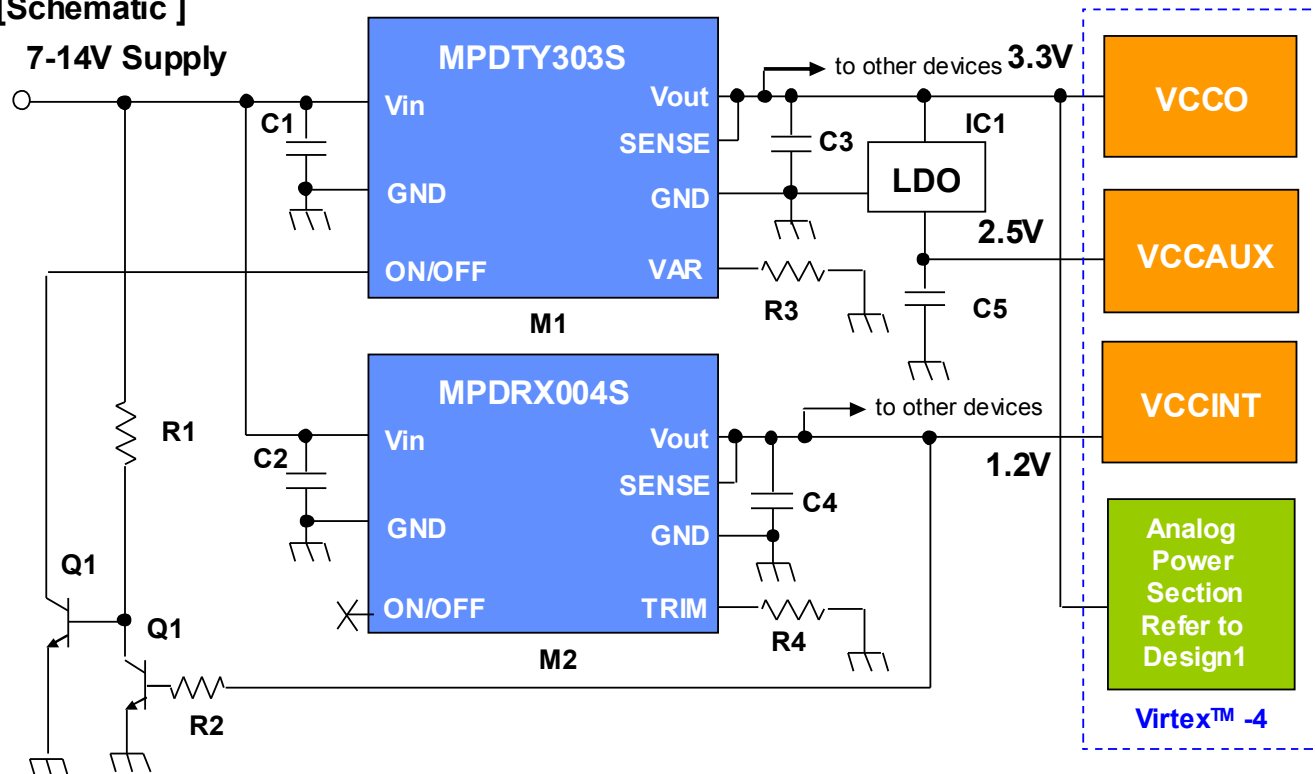 [Schematic ]
7-14V Supply
MPDTY303S
Vin
GND
ON/OFF
Vout
SENSE
GND
VAR
M1
C1
to other devices
3.3V
C3
IC1
LDO
2.5V
C5
R3
VCCO
VCCAUX
VCCINT
Analog
Power
Section
Refer to
Design1
Virtex™ -4
MPDRX004S
Vin
GND
ON/OFF
Vout
SENSE
GND
TRIM
M2
C2
to other devices
1.2V
C4
R4
R1
Q1
Q1
R2